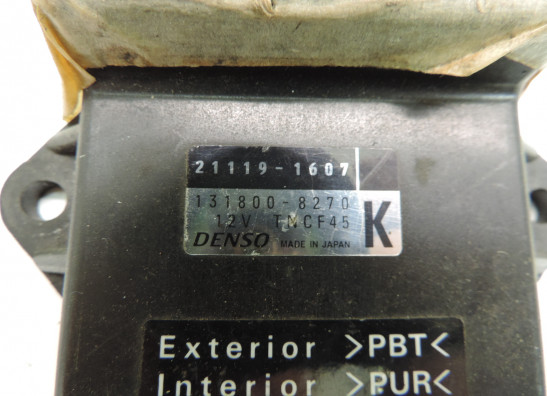 21119-1607
131800-8270
12V TMCF45
DENSO MADE IN JAPAN K
Exterior >PBT<
Interior >PUR<